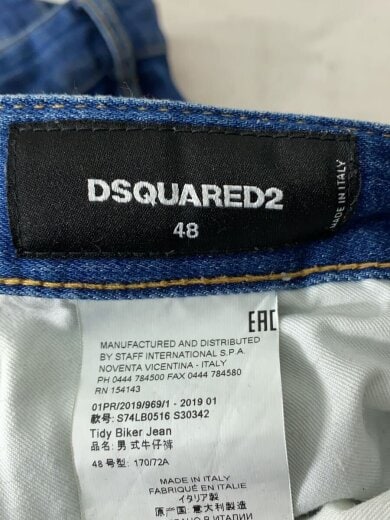 DSQUARED2
48
MADE IN ITALY
EAC
MANUFACTURED AND DISTRIBUTED
BY STAFF INTERNATIONAL S.P.A.
NOVENTA VICENTINA - ITALY
PH 0444 784500 FAX 0444 784580
RN 154143
01PR/2019/969/1 - 2019 01
款号: S74LB0516 S30342
Tidy Biker Jean
品名: 男式牛仔裤
48 号型: 170/72A
MADE IN ITALY
FABRIQUÉ EN ITALIE
イタリア製
原产国 意大利制造